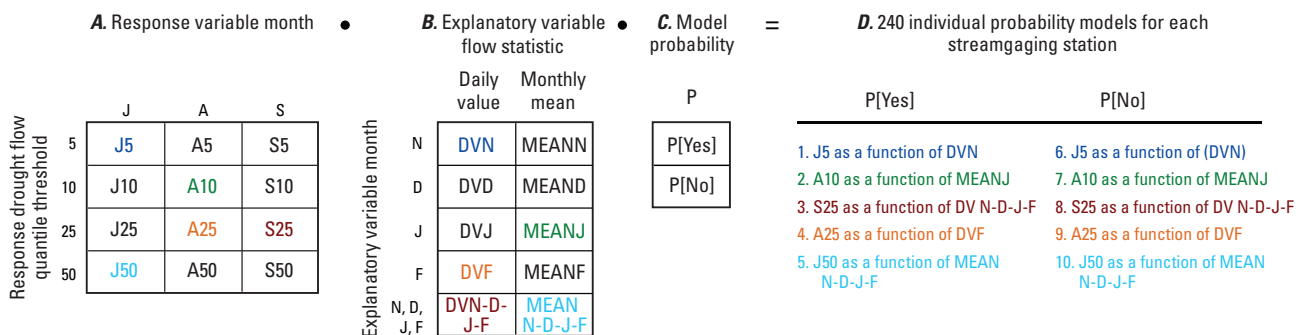 A. Response variable month • B. Explanatory variable flow statistic • C. Model probability = D. 240 individual probability models for each streamgaging station
Response drought flow quantile threshold
J A S
5 J5 A5 S5
10 J10 A10 S10
25 J25 A25 S25
50 J50 A50 S50
Explanatory variable month
Daily value Monthly mean
N DVN MEANN
D DVD MEAND
J DVJ MEANJ
F DVF MEANF
N, D, J, F DVN-D-J-F MEAN N-D-J-F
P
P[Yes]
P[No]
P[Yes] P[No]
1. J5 as a function of DVN
2. A10 as a function of MEANJ
3. S25 as a function of DV N-D-J-F
4. A25 as a function of DVF
5. J50 as a function of MEAN
N-D-J-F
6. J5 as a function of (DVN)
7. A10 as a function of MEANJ
8. S25 as a function of DV N-D-J-F
9. A25 as a function of DVF
10. J50 as a function of MEAN
N-D-J-F